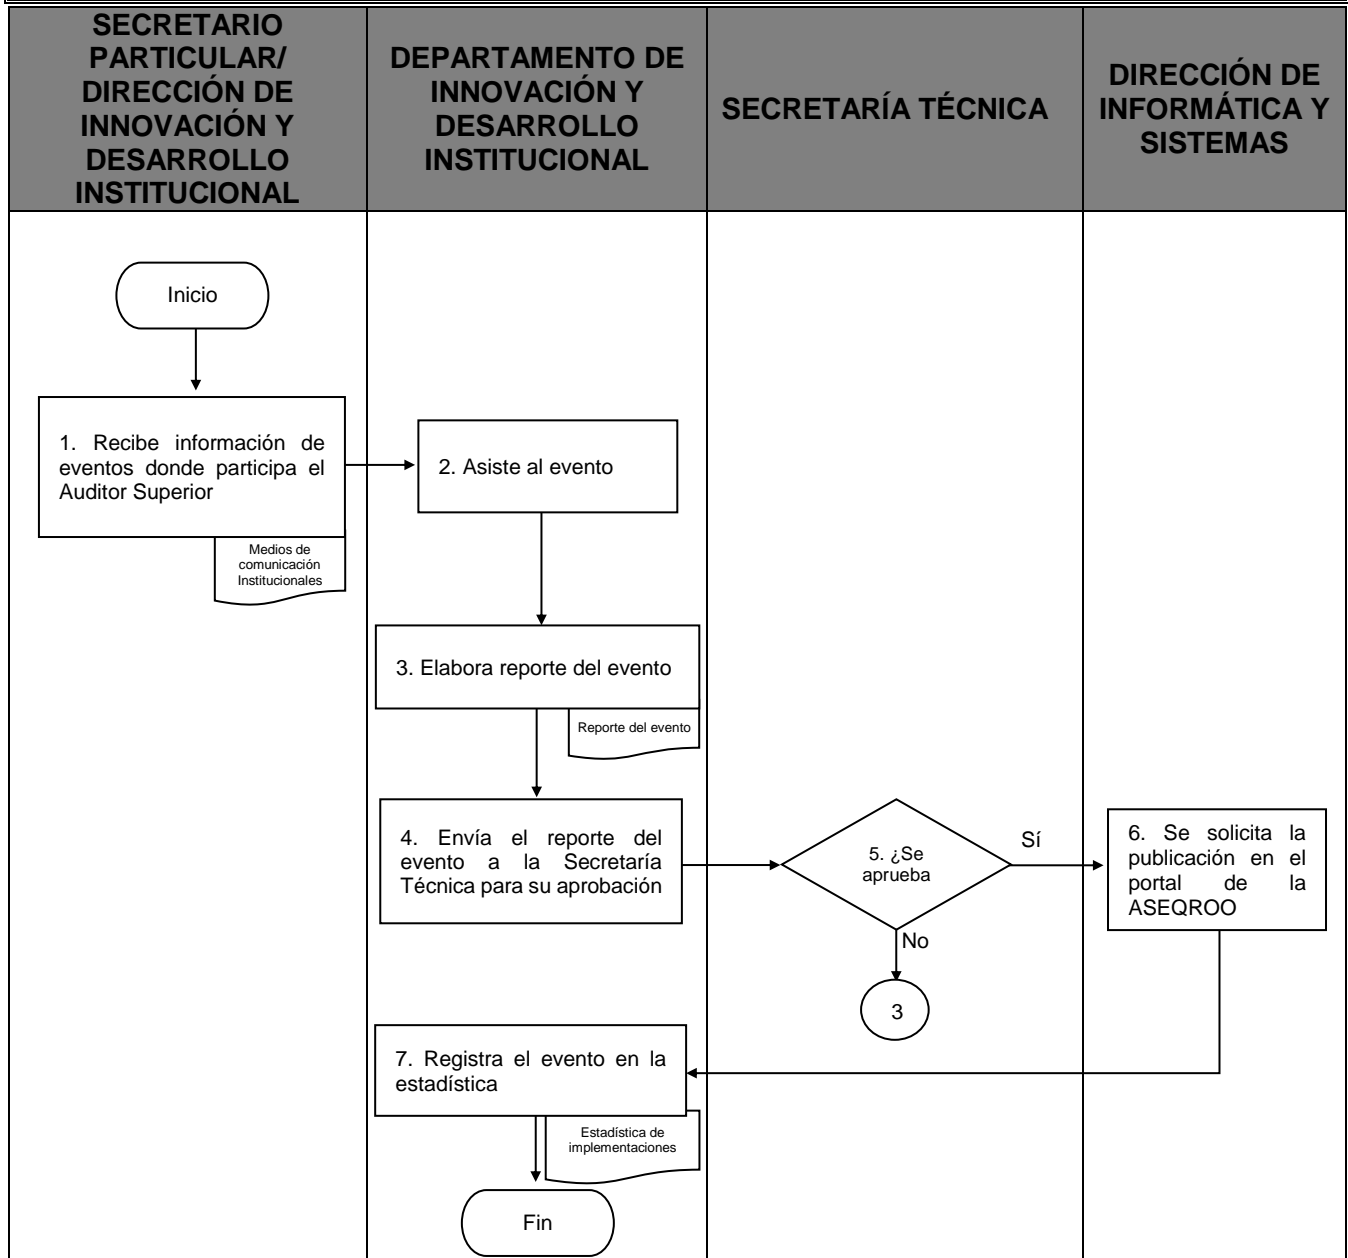 SECRETARIO
PARTICULAR/
DIRECCIÓN DE
INNOVACIÓN Y
DESARROLLO
INSTITUCIONAL
DEPARTAMENTO DE
INNOVACIÓN Y
DESARROLLO
INSTITUCIONAL
SECRETARÍA TÉCNICA
DIRECCIÓN DE
INFORMÁTICA Y
SISTEMAS
Inicio
1. Recibe información de
eventos donde participa el
Auditor Superior
Medios de
comunicación
Institucionales
2. Asiste al evento
3. Elabora reporte del evento
Reporte del evento
4. Envía el reporte del
evento a la Secretaría
Técnica para su aprobación
5. ¿Se
aprueba
Sí
No
3
6. Se solicita la
publicación en el
portal de la
ASEQROO
7. Registra el evento en la
estadística
Estadística de
implementaciones
Fin